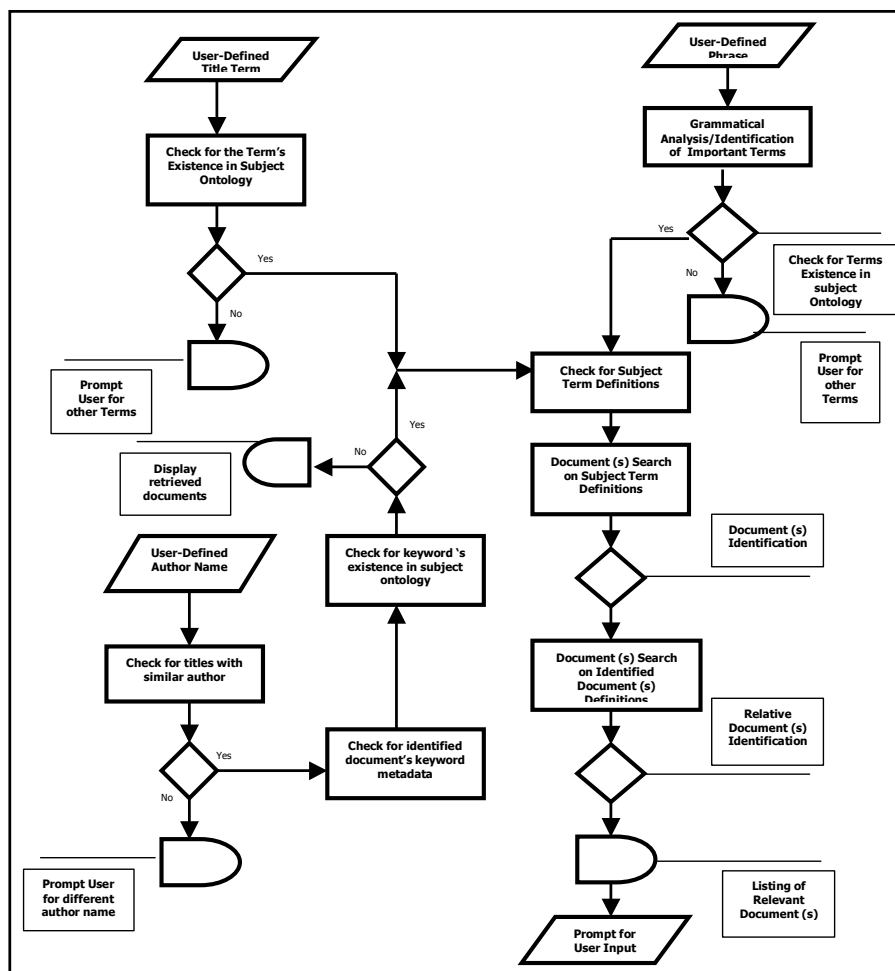 User-Defined
Title Term
Check for the Term's
Existence in Subject
Ontology
Yes
No
Prompt
User for
other Terms
User-Defined
Phrase
Grammatical
Analysis/Identification
of Important Terms
Yes
No
Check for Terms
Existence in
subject
Ontology
Prompt
User for
other
Terms
Yes
No
Display
retrieved
documents
User-Defined
Author Name
Check for titles with
similar author
Yes
No
Prompt User
for different
author name
Check for keyword 's
existence in subject
ontology
Check for identified
document's keyword
metadata
Check for Subject
Term Definitions
Document (s) Search
on Subject Term
Definitions
Document (s)
Identification
Document (s) Search
on Identified
Document (s)
Definitions
Relative
Document (s)
Identification
Listing of
Relevant
Document (s)
Prompt for
User Input